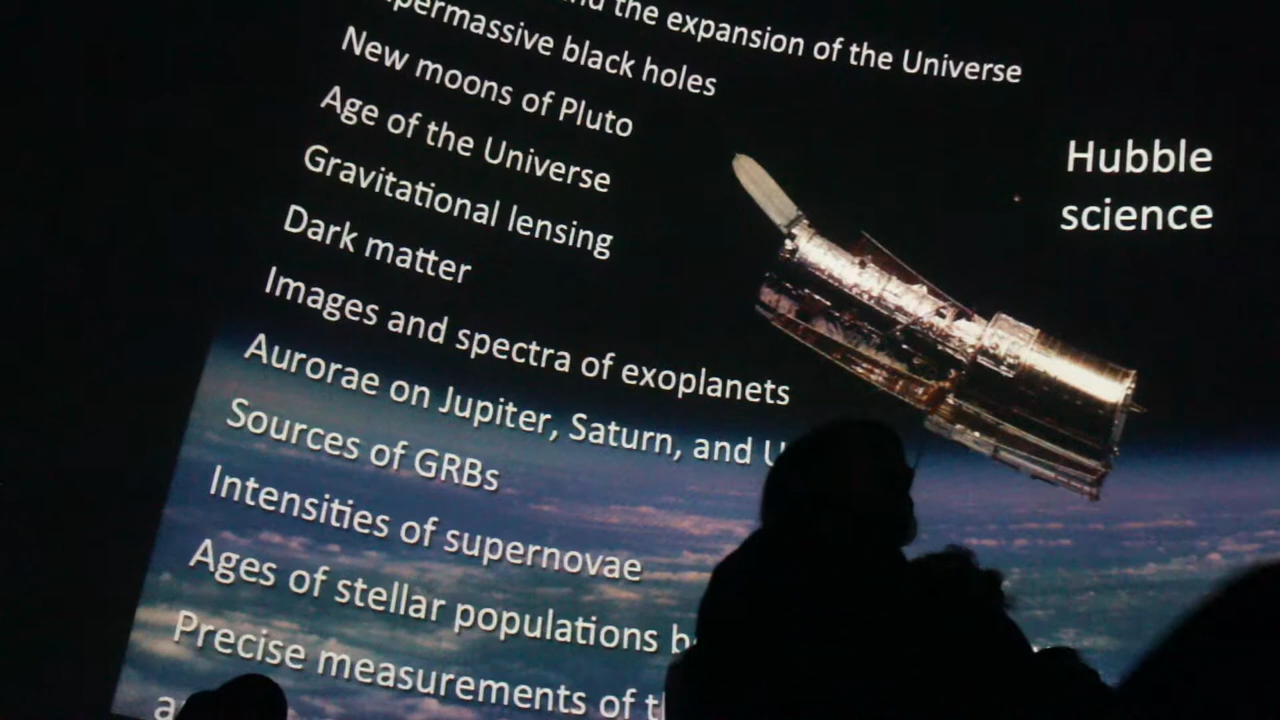 the expansion of the Universe
black holes
New moons of Pluto
Age of the Universe
Gravitational lensing
Dark matter
Images and spectra of exoplanets
Aurorae on Jupiter, Saturn, and
Sources of GRBs
Intensities of supernovae
Ages of stellar populations
Precise measurements of
Hubble
science